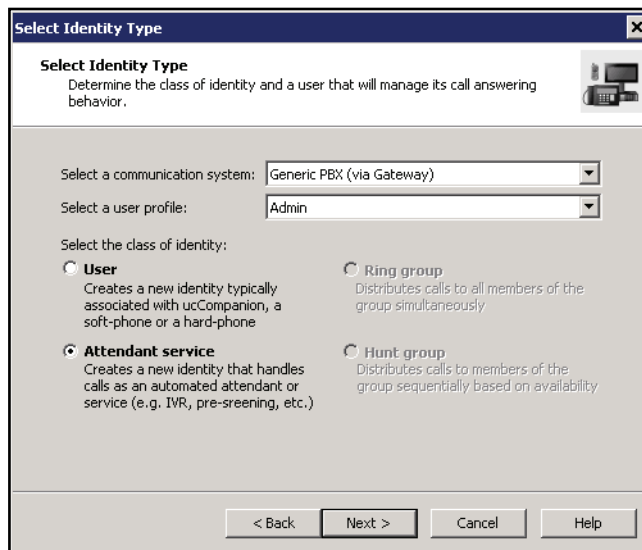 Select Identity Type
Select Identity Type
Determine the class of identity and a user that will manage its call answering
behavior.
Select a communication system: Generic PBX (via Gateway)
Select a user profile: Admin
Select the class of identity:
User
Creates a new identity typically
associated with ucCompanion, a
soft-phone or a hard-phone
Ring group
Distributes calls to all members of the
group simultaneously
Attendant service
Creates a new identity that handles
calls as an automated attendant or
service (e.g. IVR, pre-sreening, etc.)
Hunt group
Distributes calls to members of the
group sequentially based on availability
< Back Next > Cancel Help